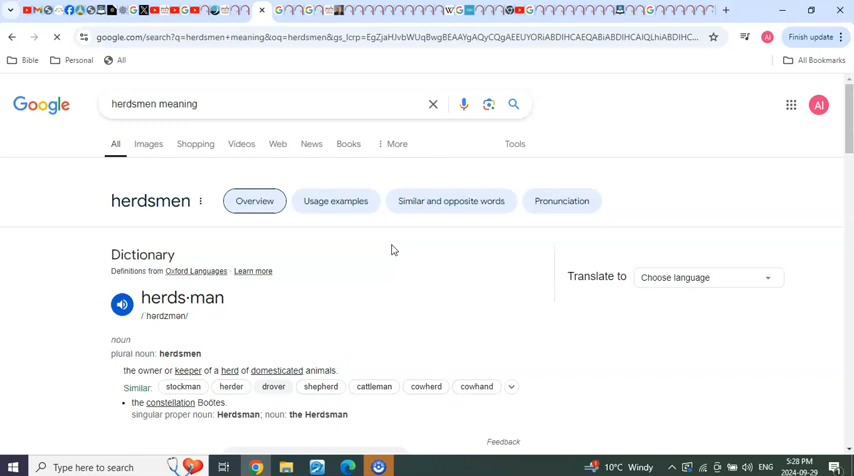 Finish update
google.com/search?q=herdsmen+meaning&oq=herdsmen&gs_lcrp=EgZjaHJvbWUqBwgBEAAYgAQyCQgAEEUYORiABDIHCAEQABiABDIHCAIQLhiABDIHC...
AI
Bible
Personal
All
All Bookmarks
Google
herdsmen meaning
AI
All
Images
Shopping
Videos
News
Web
Books
More
Tools
herdsmen
Overview
Usage examples
Similar and opposite words
Pronunciation
Dictionary
Definitions from Oxford Languages · Learn more
Translate to
Choose language
herds·man
/ˈhərdzmən/
noun
plural noun: herdsmen
the owner or keeper of a herd of domesticated animals.
Similar:
stockman
herder
drover
shepherd
cattleman
cowherd
cowhand
• the constellation Boötes.
singular proper noun: Herdsman; noun: the Herdsman
Feedback
Type here to search
10°C Windy
ENG
5:28 PM
2024-09-29